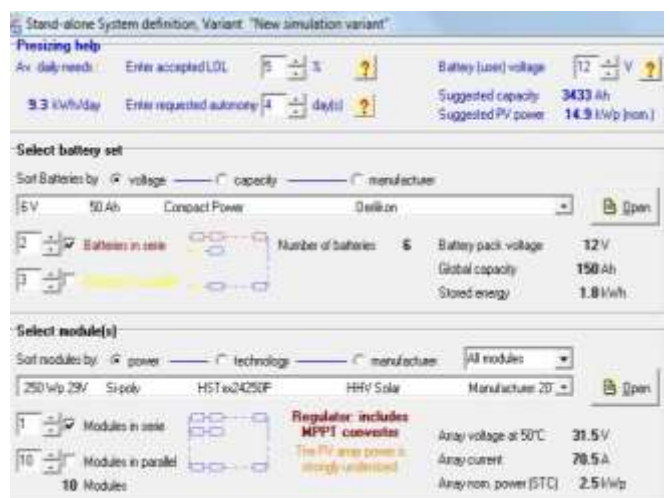 Stand-alone System definition, Variant "New simulation variant"
Presizing help
Av. daily needs Enter accepted LOL 5 % ? Battery (user) voltage 12 V ?
9.3 kWh/day Enter requested autonomy 4 day(s) ? Suggested capacity 3433 Ah
Suggested PV power 14.9 kWp (nom.)
Select battery set
Sort Batteries by voltage capacity manufacturer
6 V 50 Ah Compact Power Oerlikon Open
2 Batteries in serie Number of batteries 6 Battery pack voltage 12 V
3 Global capacity 150 Ah
Stored energy 1.8 kWh
Select module(s)
Sort modules by power technology manufacturer All modules
250 Wp 29V Si-poly HSTxx24250P HHV Solar Manufacturer 20 Open
1 Modules in serie Regulator: includes
MPPT converter
10 Modules in parallel The PV array power is
strongly undersized
10 Modules
Array voltage at 50°C 31.5 V
Array current 78.5 A
Array nom. power (STC) 2.5 kWp